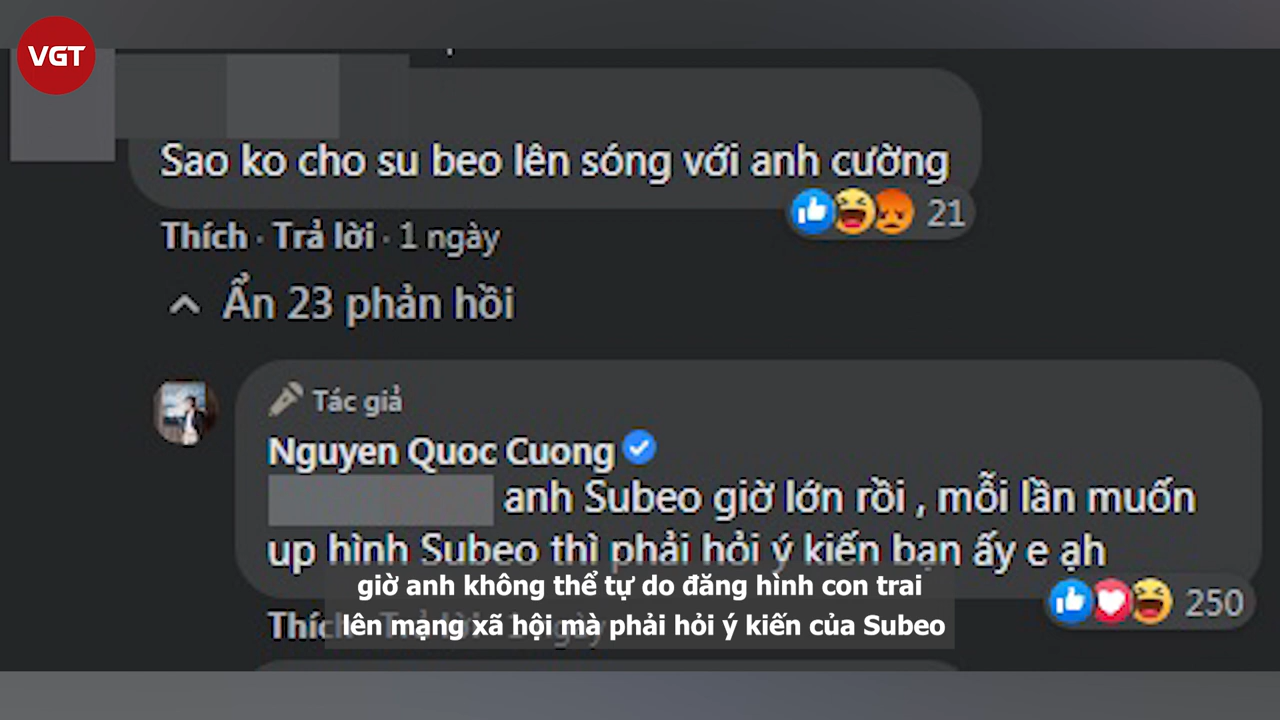 VGT
Sao ko cho su beo lên sóng với anh cường
21
Thích · Trả lời · 1 ngày
Ẩn 23 phản hồi
Tác giả
Nguyen Quoc Cuong
anh Subeo giờ lớn rồi , mỗi lần muốn
up hình Subeo thì phải hỏi ý kiến bạn ấy e ạh
250
giờ anh không thể tự do đăng hình con trai
lên mạng xã hội mà phải hỏi ý kiến của Subeo